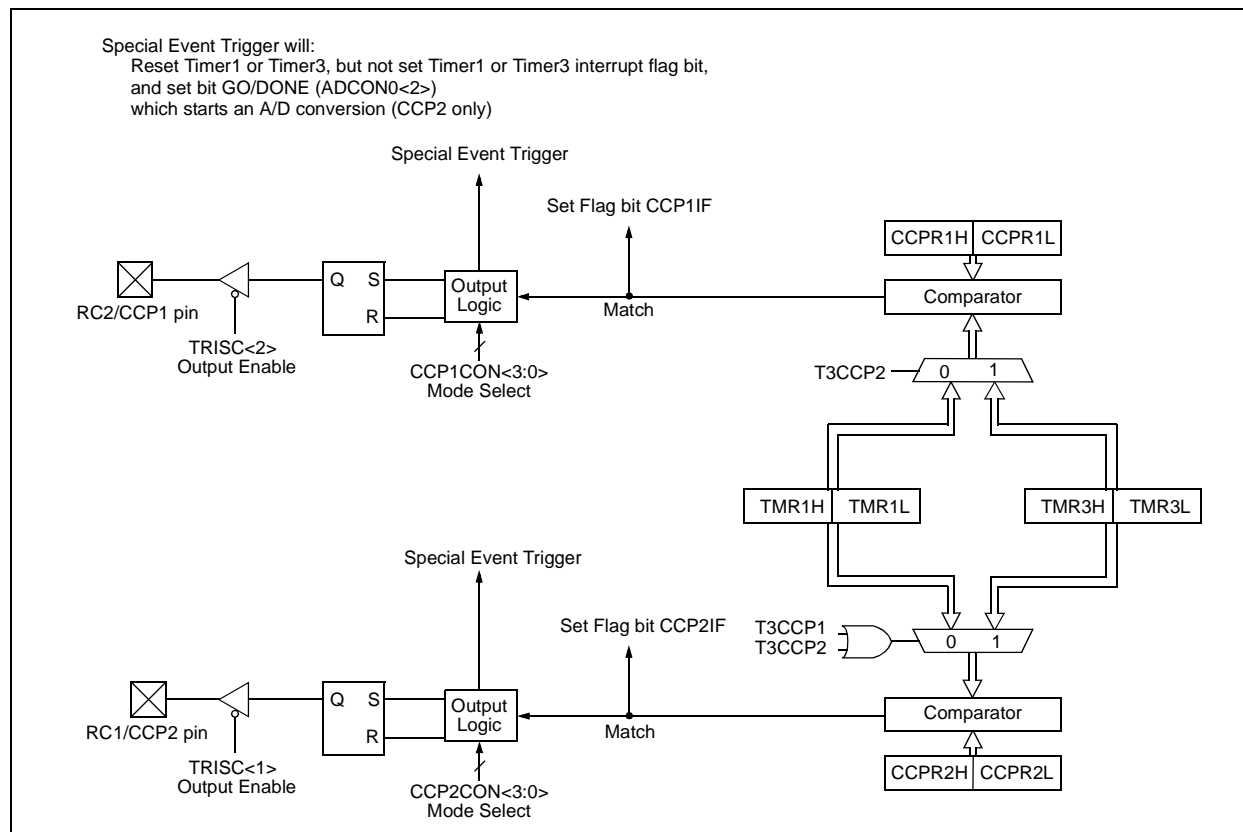 Special Event Trigger will:
Reset Timer1 or Timer3, but not set Timer1 or Timer3 interrupt flag bit,
and set bit GO/DONE (ADCON0<2>)
which starts an A/D conversion (CCP2 only)
Special Event Trigger
Set Flag bit CCP1IF
CCPR1H CCPR1L
Q S
R
Output
Logic
Comparator
Match
RC2/CCP1 pin
TRISC<2>
Output Enable
CCP1CON<3:0>
Mode Select
T3CCP2
0 1
TMR1H TMR1L
TMR3H TMR3L
Special Event Trigger
Set Flag bit CCP2IF
T3CCP1
T3CCP2
0 1
Q S
R
Output
Logic
Comparator
Match
RC1/CCP2 pin
TRISC<1>
Output Enable
CCP2CON<3:0>
Mode Select
CCPR2H CCPR2L